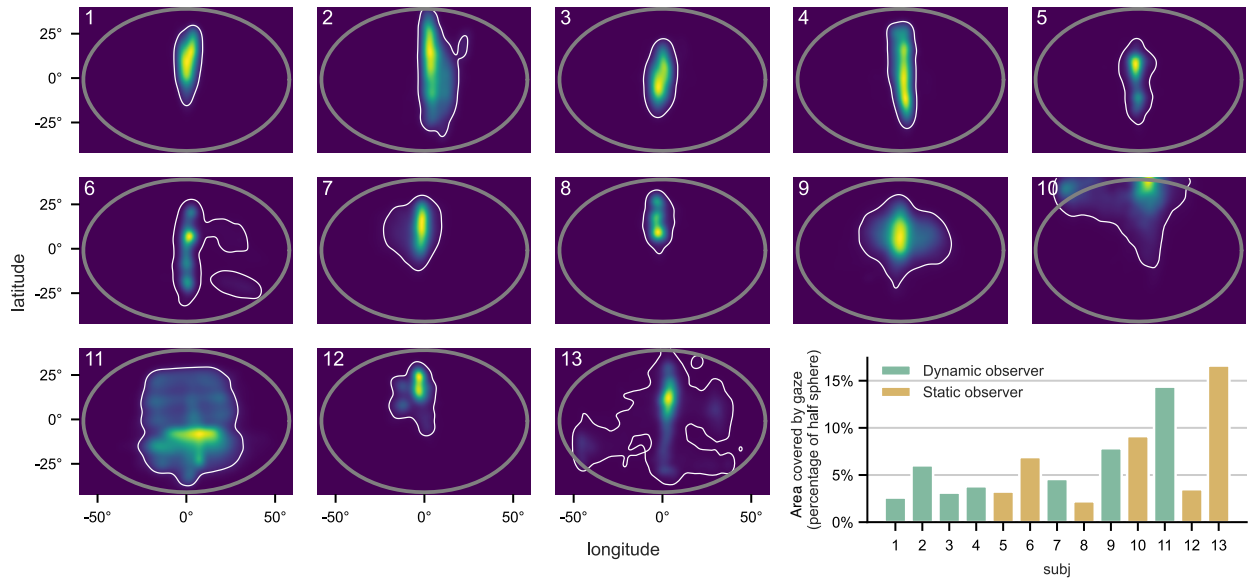 1 2 3 4 5
25°
0°
-25°
6 7 8 9 10
25°
0°
-25°
latitude
11 12 13
25°
0°
-25°
-50° 0° 50° -50° 0° 50° -50° 0° 50°
longitude
Area covered by gaze
(percentage of half sphere)
15%
10%
5%
0%
Dynamic observer
Static observer
1 2 3 4 5 6 7 8 9 10 11 12 13
subj